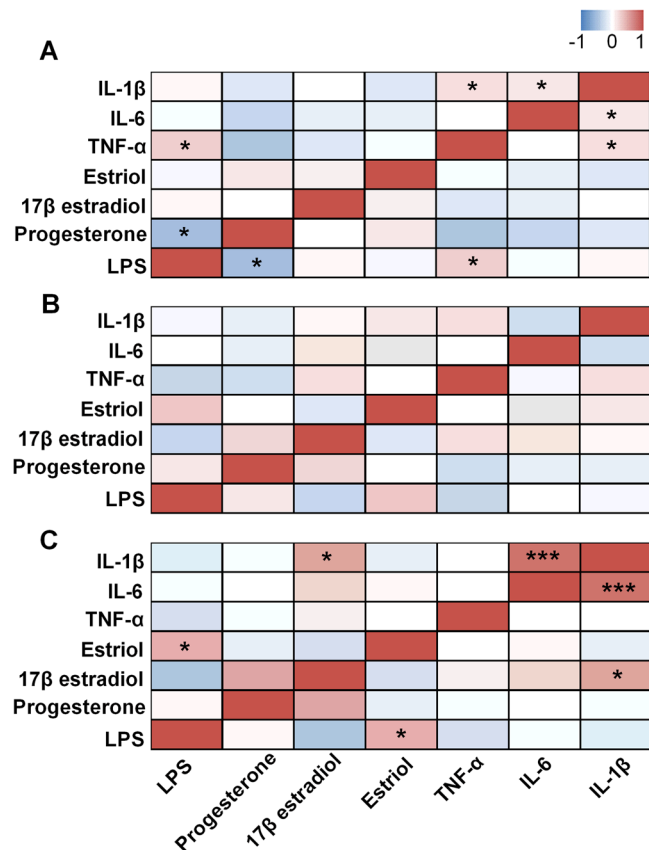 -1 0 1
A
IL-1β * *
IL-6 *
TNF-α * *
Estriol
17β estradiol
Progesterone *
LPS * *
B
IL-1β
IL-6
TNF-α
Estriol
17β estradiol
Progesterone
LPS
C
IL-1β * ***
IL-6 ***
TNF-α
Estriol *
17β estradiol *
Progesterone
LPS *
LPS Progesterone 17β estradiol Estriol TNF-α IL-6 IL-1β